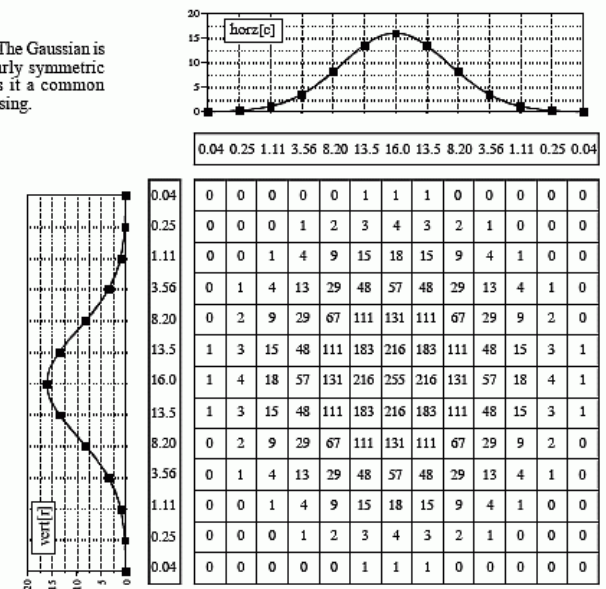 The Gaussian is
urly symmetric
s it a common
sing.
20
15
10
5
0
horz[c]
0.04 0.25 1.11 3.56 8.20 13.5 16.0 13.5 8.20 3.56 1.11 0.25 0.04
0.04 0 0 0 0 0 1 1 1 0 0 0 0 0
0.25 0 0 0 1 2 3 4 3 2 1 0 0 0
1.11 0 0 1 4 9 15 18 15 9 4 1 0 0
3.56 0 1 4 13 29 48 57 48 29 13 4 1 0
8.20 0 2 9 29 67 111 131 111 67 29 9 2 0
13.5 1 3 15 48 111 183 216 183 111 48 15 3 1
16.0 1 4 18 57 131 216 255 216 131 57 18 4 1
13.5 1 3 15 48 111 183 216 183 111 48 15 3 1
8.20 0 2 9 29 67 111 131 111 67 29 9 2 0
3.56 0 1 4 13 29 48 57 48 29 13 4 1 0
1.11 0 0 1 4 9 15 18 15 9 4 1 0 0
0.25 0 0 0 1 2 3 4 3 2 1 0 0 0
0.04 0 0 0 0 0 1 1 1 0 0 0 0 0
vert[r]
20 15 10 5 0